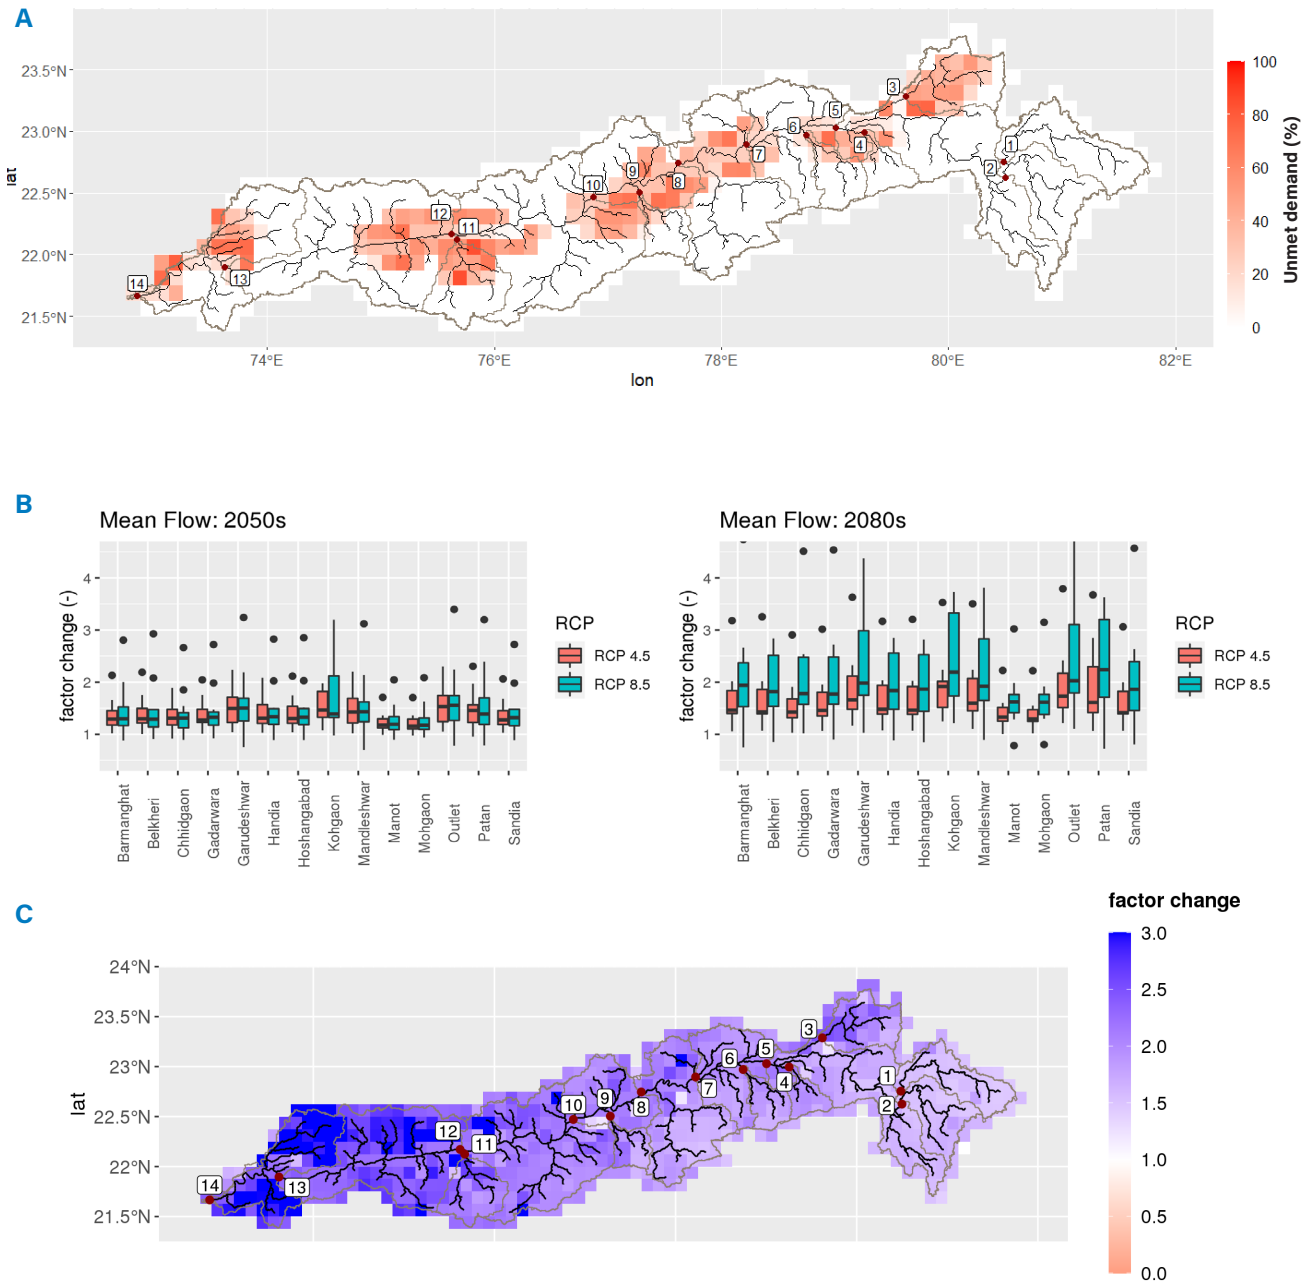 A
23.5°N
23.0°N
22.5°N
22.0°N
21.5°N
lat
74°E
76°E
78°E
80°E
82°E
lon
1
2
3
4
5
6
7
8
9
10
11
12
13
14
100
80
60
40
20
0
Unmet demand (%)
B
Mean Flow: 2050s
factor change (-)
4
3
2
1
Barmanghat
Belkheri
Chhidgaon
Gadarwara
Garudeshwar
Handia
Hoshangabad
Kohgaon
Mandleshwar
Manot
Mohgaon
Outlet
Patan
Sandia
RCP
RCP 4.5
RCP 8.5
Mean Flow: 2080s
factor change (-)
4
3
2
1
Barmanghat
Belkheri
Chhidgaon
Gadarwara
Garudeshwar
Handia
Hoshangabad
Kohgaon
Mandleshwar
Manot
Mohgaon
Outlet
Patan
Sandia
RCP
RCP 4.5
RCP 8.5
C
24°N
23.5°N
23°N
22.5°N
22°N
21.5°N
lat
1
2
3
4
5
6
7
8
9
10
11
12
13
14
factor change
3.0
2.5
2.0
1.5
1.0
0.5
0.0